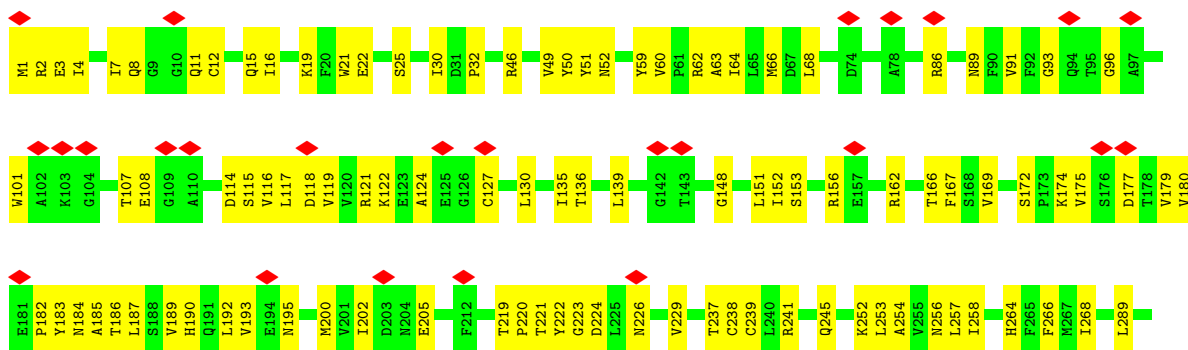 M1 R2 E3 I4 I7 Q8 G9 G10 Q11 C12 Q15 I16 K19 F20 W21 E22 S25 I30 D31 P32 R46 V49 Y50 Y51 N52 Y59 V60 P61 R62 A63 I64 L65 M66 D67 L68 D74 A78 R86 N89 F90 V91 F92 G93 Q94 T95 G96 A97
W101 A102 K103 G104 T107 E108 G109 A110 D114 S115 V116 L117 D118 V119 V120 R121 K122 E123 A124 E125 G126 C127 L130 I135 T136 L139 G142 T143 G148 L151 I152 S153 R156 E157 R162 T166 F167 S168 V169 S172 P173 K174 V175 S176 D177 T178 V179 V180
E181 P182 Y183 N184 A185 T186 L187 S188 V189 H190 Q191 L192 V193 E194 N195 M200 V201 I202 D203 N204 E205 F212 T219 P220 T221 Y222 G223 D224 L225 N226 V229 T237 C238 C239 L240 R241 Q245 K252 L253 A254 V255 N256 L257 I258 H264 F265 F266 M267 I268 L289